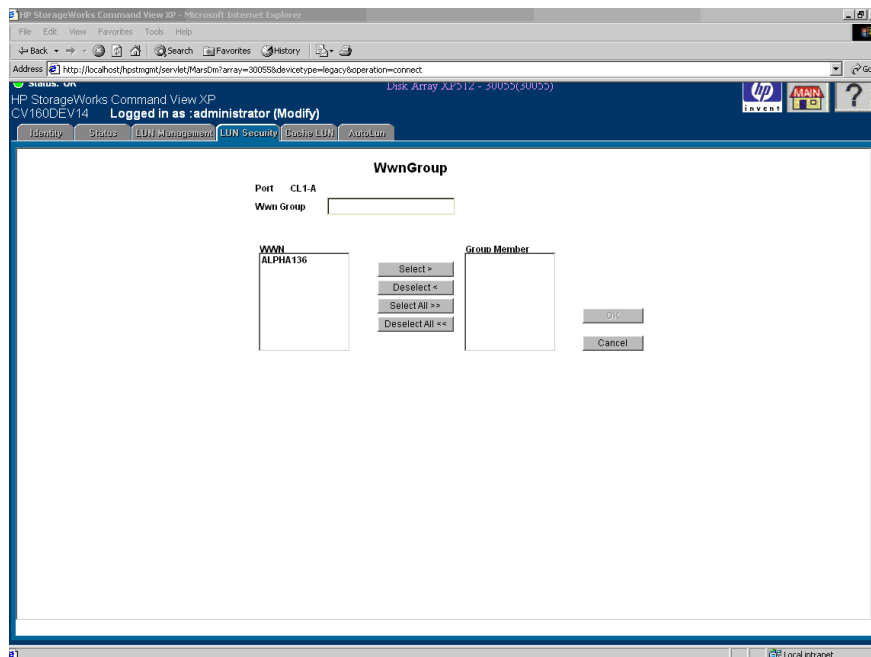 HP StorageWorks Command View XP - Microsoft Internet Explorer
File Edit View Favorites Tools Help
Back Search Favorites History
Address http://localhost/hpstmgmt/servlet/MarsDm?array=30055&devicetype=legacy&operation=connect Go
Status: OK Disk Array XP512 - 30055(30055)
HP StorageWorks Command View XP
CV160DEV14 Logged in as :administrator (Modify)
hp invent MAIN ?
Identity Status LUN Management LUN Security Cache LUN AutoLun
WwnGroup
Port CL1-A
Wwn Group
WWN Group Member
ALPHA136
Select >
Deselect <
Select All >>
Deselect All <<
OK
Cancel
Local intranet